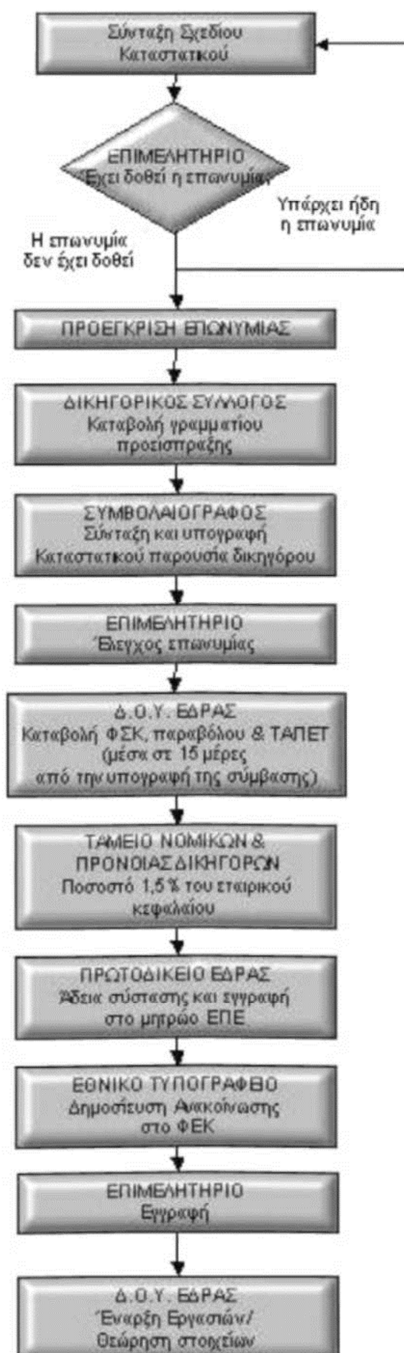 Σύνταξη Σχεδίου
Καταστατικού
ΕΠΙΜΕΛΗΤΗΡΙΟ
Έχει δοθεί η επωνυμίας
Υπάρχει ήδη
η επωνυμία
Η επωνυμία
δεν έχει δοθεί
ΠΡΟΕΓΚΡΙΣΗ ΕΠΩΝΥΜΙΑΣ
ΔΙΚΗΓΟΡΙΚΟΣ ΣΥΛΛΟΓΟΣ
Καταβολή γραμματίου
προείσπραξης
ΣΥΜΒΟΛΑΙΟΓΡΑΦΟΣ
Σύνταξη και υπογραφή
Καταστατικού παρουσία δικηγόρου
ΕΠΙΜΕΛΗΤΗΡΙΟ
Έλεγχος επωνυμίας
Δ.Ο.Υ. ΕΔΡΑΣ
Καταβολή ΦΣΚ, παραβόλου & ΤΑΠΕΤ
(μέσα σε 15 μέρες
από την υπογραφή της σύμβασης)
ΤΑΜΕΙΟ ΝΟΜΙΚΩΝ &
ΠΡΟΝΟΙΑΣ ΔΙΚΗΓΟΡΩΝ
Ποσοστό 1,5% του εταιρικού
κεφαλαίου
ΠΡΩΤΟΔΙΚΕΙΟ ΕΔΡΑΣ
Άδεια σύστασης και εγγραφή
στο μητρώο ΕΠΕ
ΕΘΝΙΚΟ ΤΥΠΟΓΡΑΦΕΙΟ
Δημοσίευση Ανακοίνωσης
στο ΦΕΚ
ΕΠΙΜΕΛΗΤΗΡΙΟ
Εγγραφή
Δ.Ο.Υ. ΕΔΡΑΣ
Έναρξη Εργασιών/
Θεώρηση στοιχείων